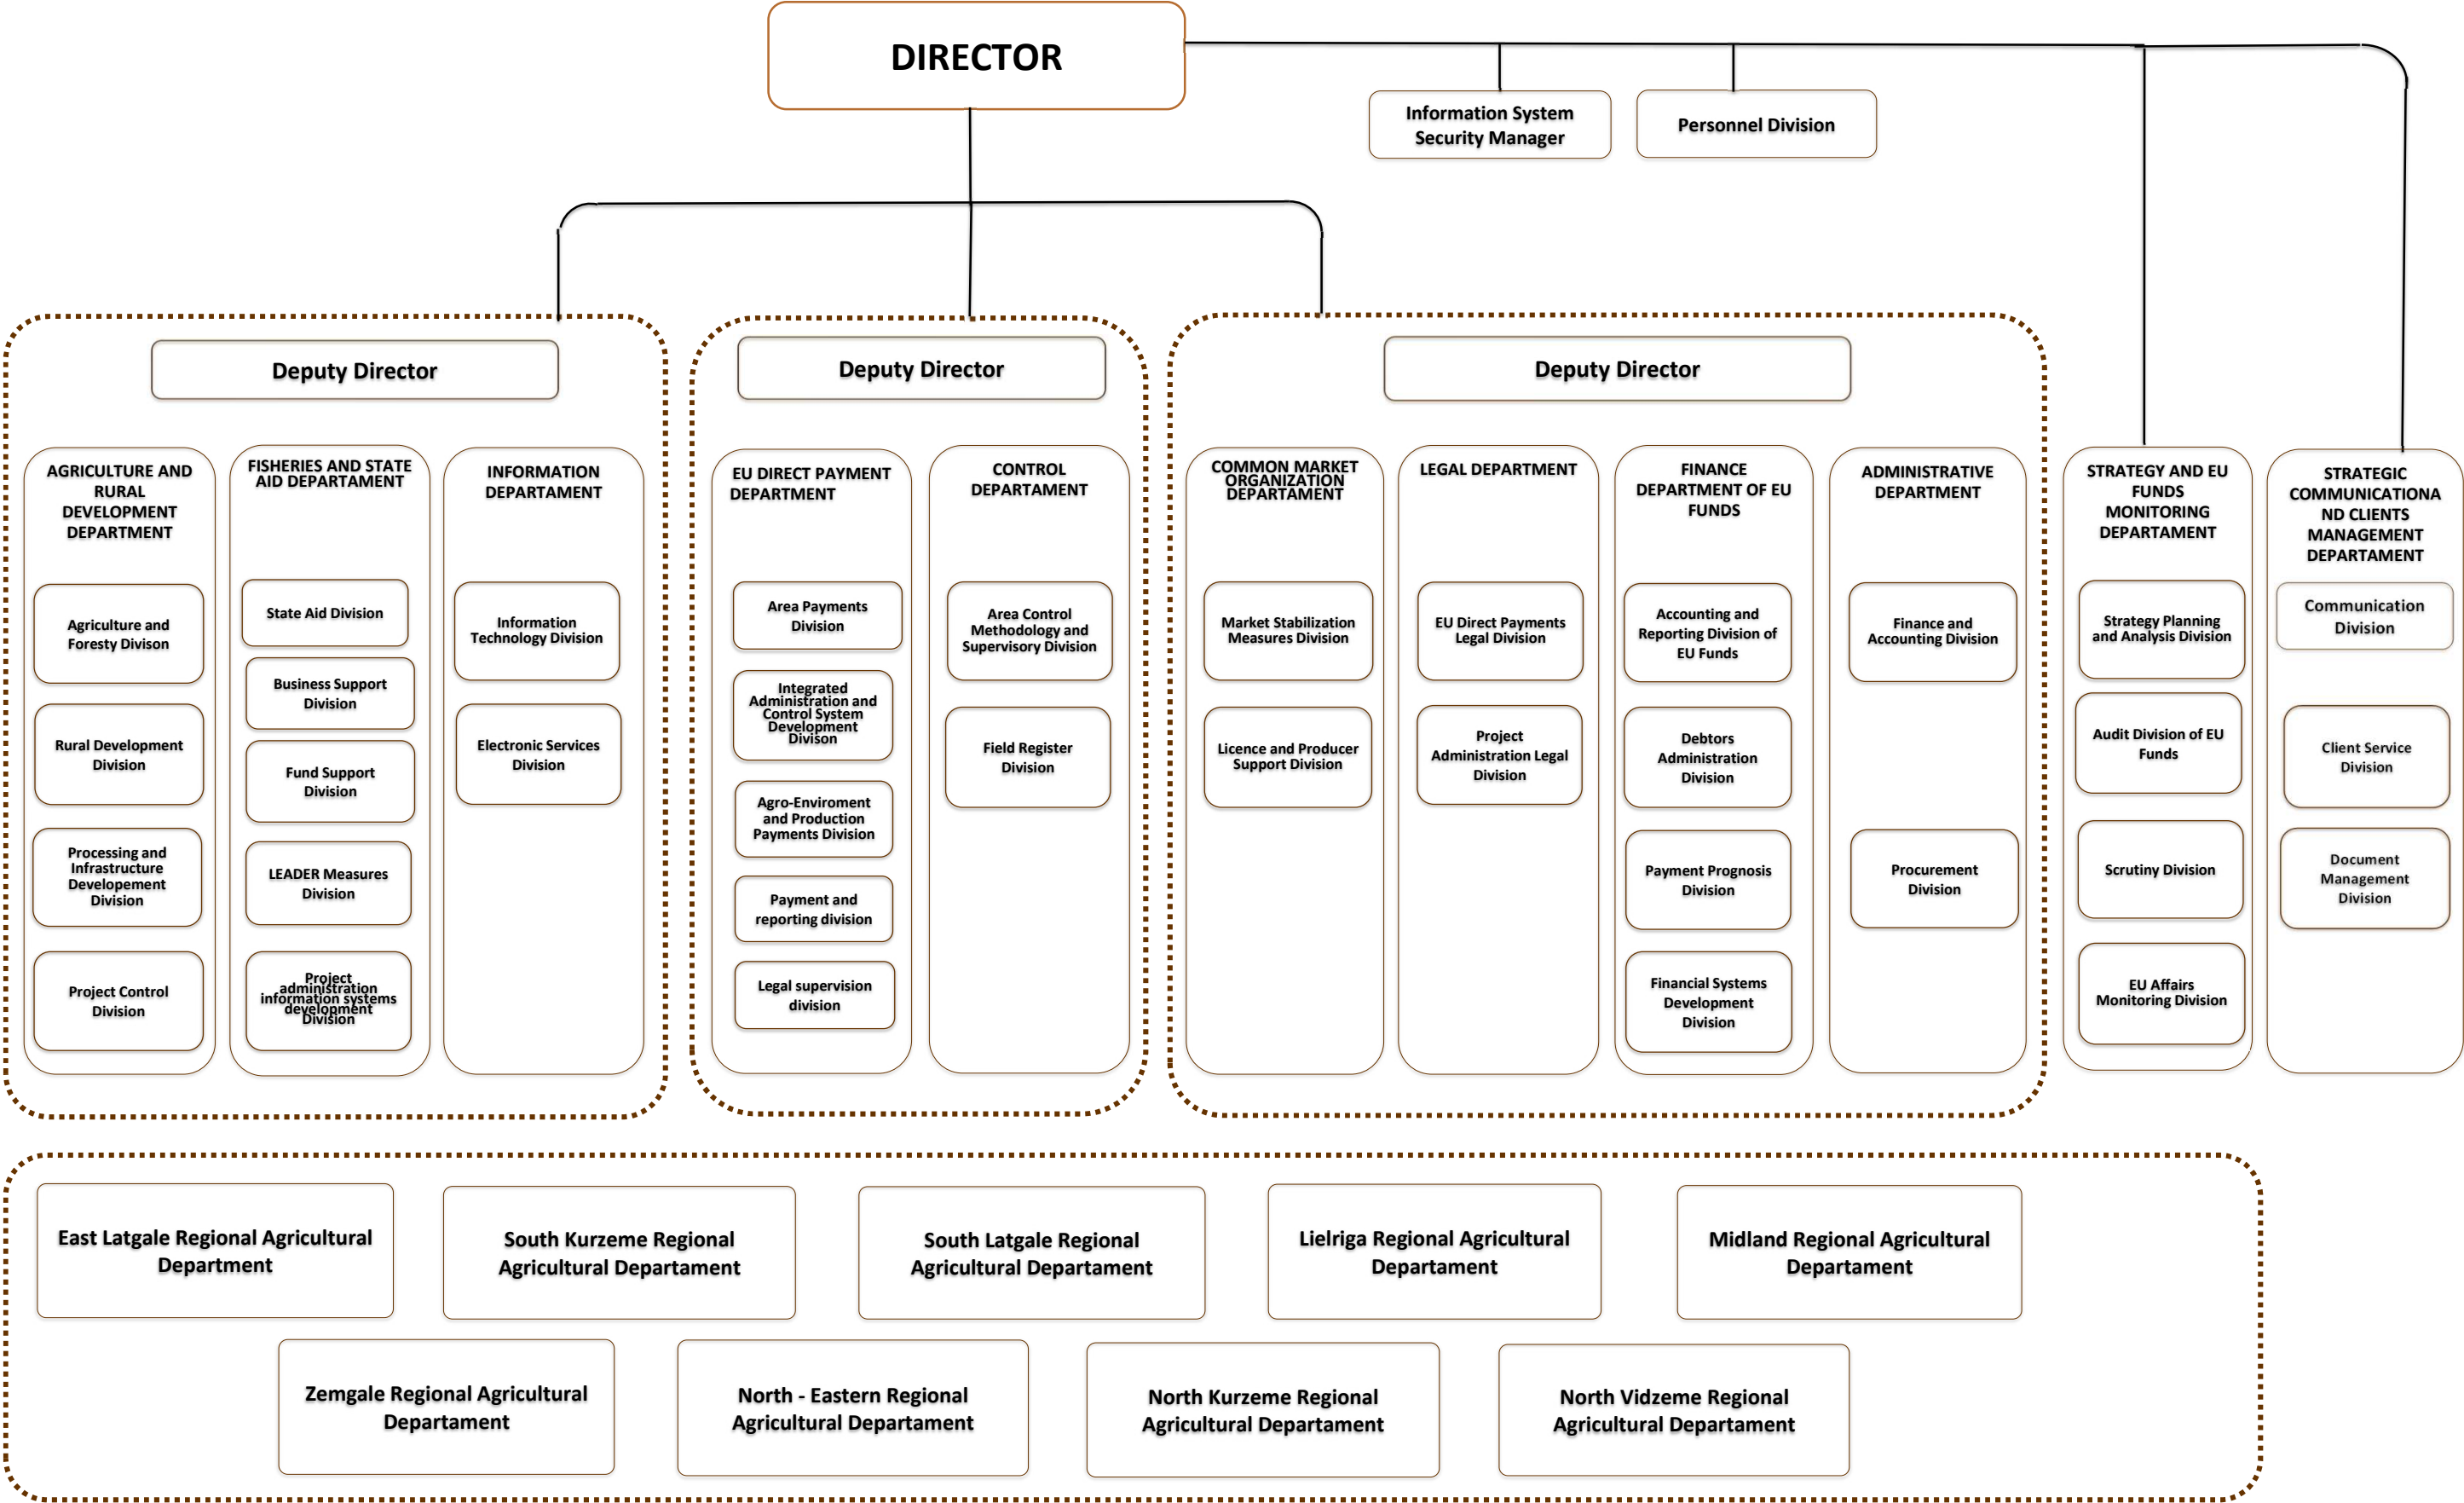 DIRECTOR
Information System
Security Manager
Personnel Division
Deputy Director
Deputy Director
Deputy Director
AGRICULTURE AND
RURAL
DEVELOPMENT
DEPARTMENT
Agriculture and
Foresty Divison
Rural Development
Division
Processing and
Infrastructure
Developement
Division
Project Control
Division
FISHERIES AND STATE
AID DEPARTAMENT
State Aid Division
Business Support
Division
Fund Support
Division
LEADER Measures
Division
Project
administration
information systems
development
Division
INFORMATION
DEPARTAMENT
Information
Technology Division
Electronic Services
Division
EU DIRECT PAYMENT
DEPARTMENT
Area Payments
Division
Integrated
Administration and
Control System
Development
Divison
Agro-Enviroment
and Production
Payments Division
Payment and
reporting division
Legal supervision
division
CONTROL
DEPARTAMENT
Area Control
Methodology and
Supervisory Division
Field Register
Division
COMMON MARKET
ORGANIZATION
DEPARTAMENT
Market Stabilization
Measures Division
Licence and Producer
Support Division
LEGAL DEPARTMENT
EU Direct Payments
Legal Division
Project
Administration Legal
Division
FINANCE
DEPARTMENT OF EU
FUNDS
Accounting and
Reporting Division of
EU Funds
Debtors
Administration
Division
Payment Prognosis
Division
Financial Systems
Development
Division
ADMINISTRATIVE
DEPARTMENT
Finance and
Accounting Division
Procurement
Division
STRATEGY AND EU
FUNDS
MONITORING
DEPARTAMENT
Strategy Planning
and Analysis Division
Audit Division of EU
Funds
Scrutiny Division
EU Affairs
Monitoring Division
STRATEGIC
COMMUNICATIONA
ND CLIENTS
MANAGEMENT
DEPARTAMENT
Communication
Division
Client Service
Division
Document
Management
Division
East Latgale Regional Agricultural
Department
South Kurzeme Regional
Agricultural Departament
South Latgale Regional
Agricultural Departament
Lielriga Regional Agricultural
Departament
Midland Regional Agricultural
Departament
Zemgale Regional Agricultural
Departament
North - Eastern Regional
Agricultural Departament
North Kurzeme Regional
Agricultural Departament
North Vidzeme Regional
Agricultural Departament